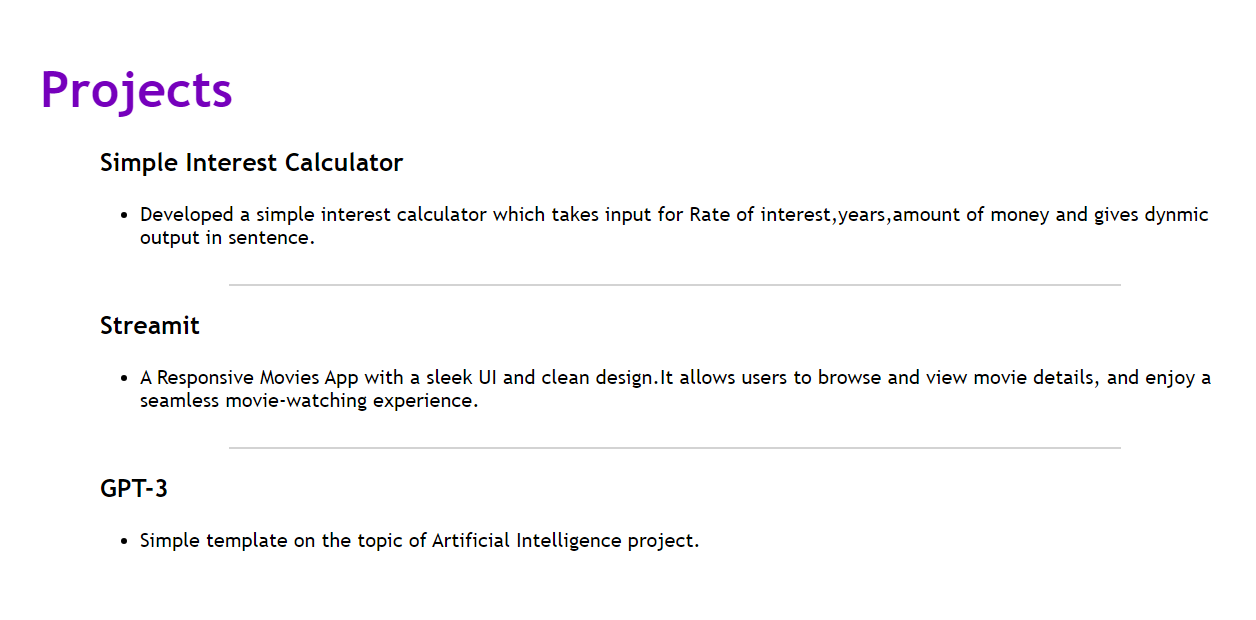 Projects
Simple Interest Calculator
• Developed a simple interest calculator which takes input for Rate of interest,years,amount of money and gives dynmic
output in sentence.
Streamit
• A Responsive Movies App with a sleek UI and clean design.It allows users to browse and view movie details, and enjoy a
seamless movie-watching experience.
GPT-3
• Simple template on the topic of Artificial Intelligence project.